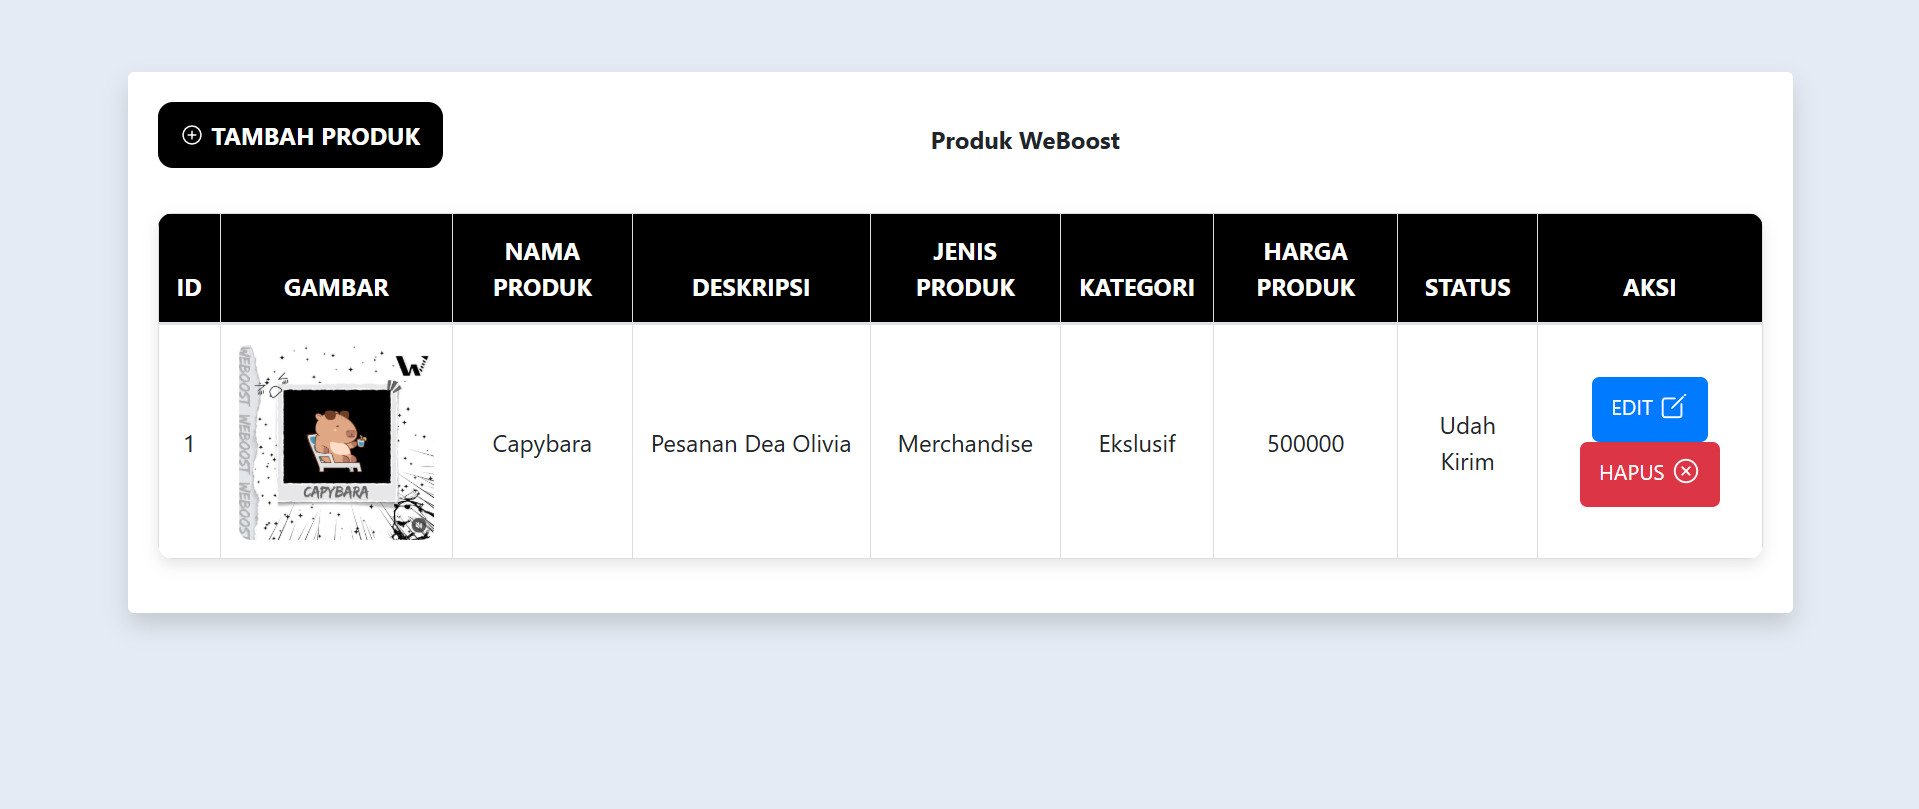 TAMBAH PRODUK
Produk WeBoost
ID
GAMBAR
NAMA
PRODUK
DESKRIPSI
JENIS
PRODUK
KATEGORI
HARGA
PRODUK
STATUS
AKSI
1
WEBOOST WEBOOST WEBOOST
W
CAPYBARA
Capybara
Pesanan Dea Olivia
Merchandise
Ekslusif
500000
Udah
Kirim
EDIT
HAPUS